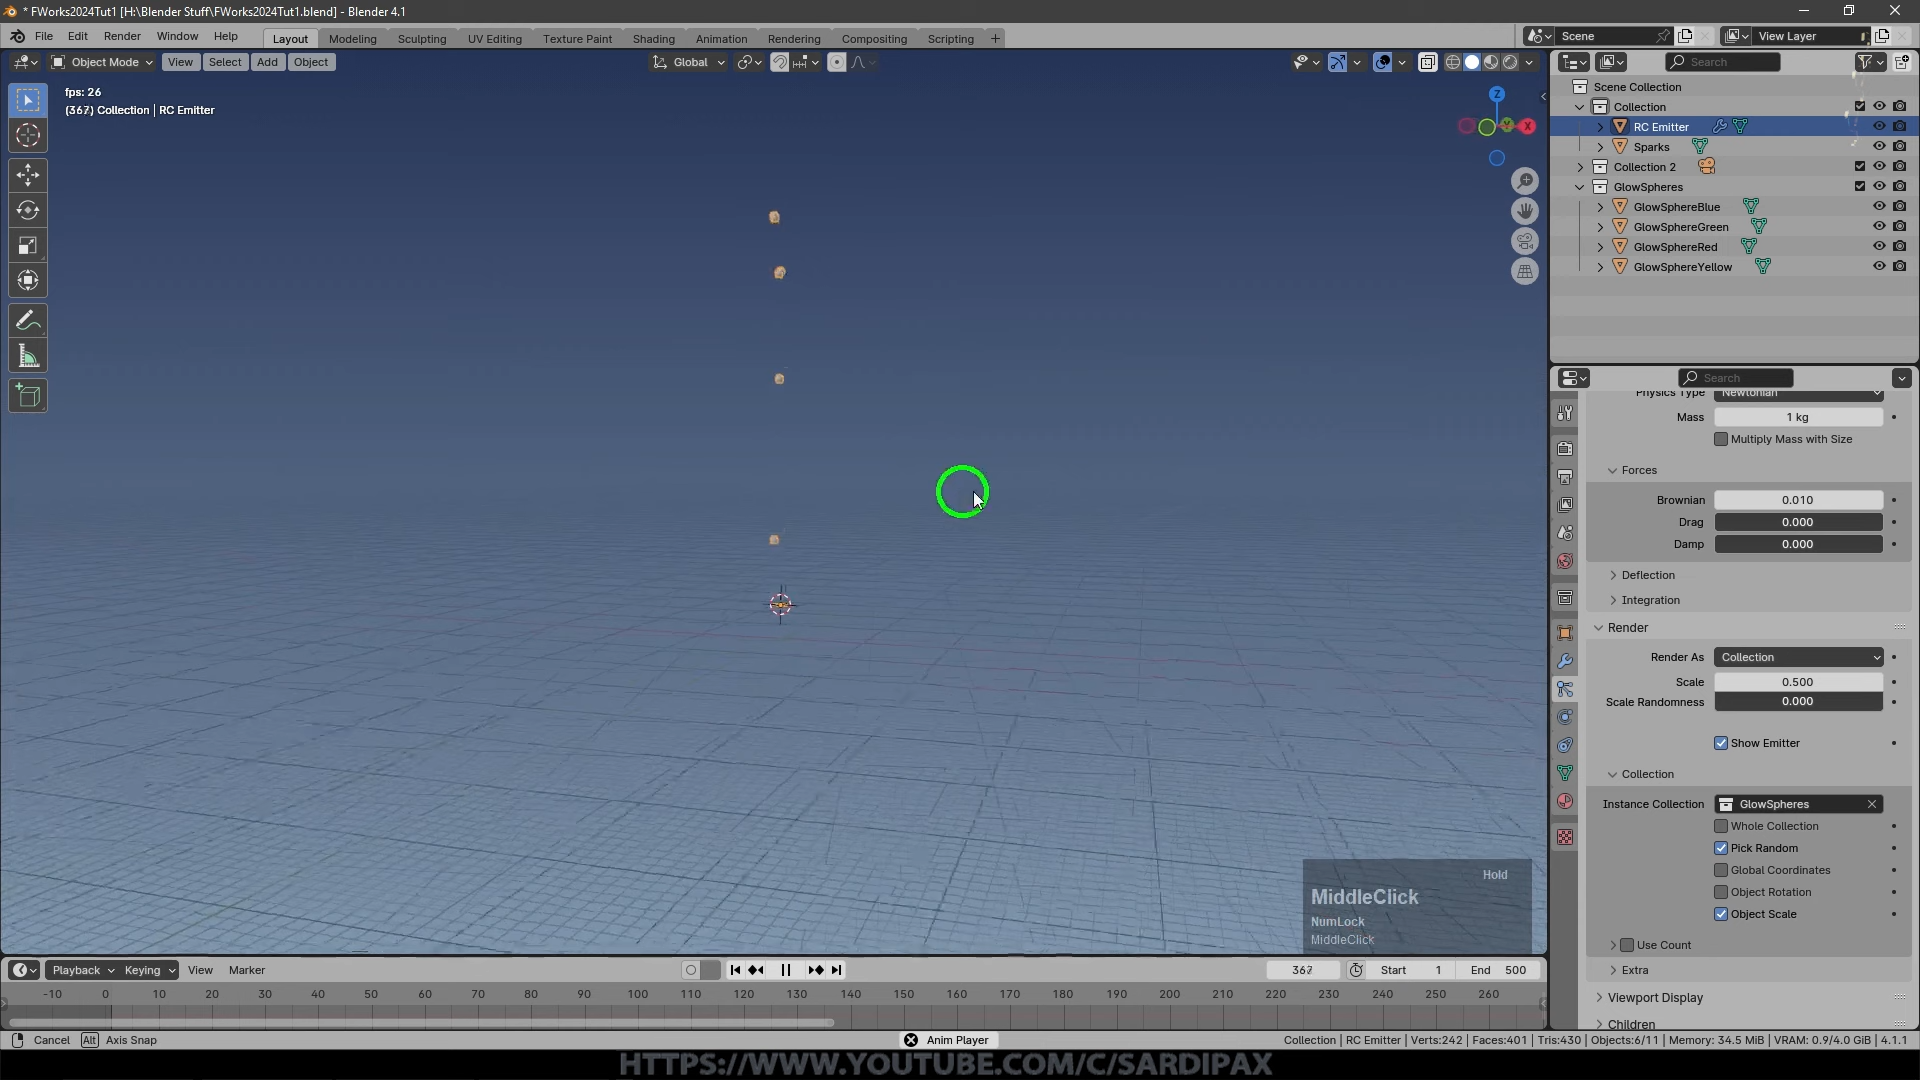 * FWorks2024Tut1 [H:\Blender Stuff\FWorks2024Tut1.blend] - Blender 4.1
File Edit Render Window Help Layout Modeling Sculpting UV Editing Texture Paint Shading Animation Rendering Compositing Scripting + Scene View Layer
Object Mode View Select Add Object Global Search
fps: 26
(367) Collection | RC Emitter
Z
X
Scene Collection
Collection
RC Emitter
Sparks
Collection 2
GlowSpheres
GlowSphereBlue
GlowSphereGreen
GlowSphereRed
GlowSphereYellow
Search
Physics Type Newtonian
Mass 1 kg
Multiply Mass with Size
Forces
Brownian 0.010
Drag 0.000
Damp 0.000
Deflection
Integration
Render
Render As Collection
Scale 0.500
Scale Randomness 0.000
Show Emitter
Collection
Instance Collection GlowSpheres
Whole Collection
Pick Random
Global Coordinates
Object Rotation
Object Scale
Use Count
Extra
Viewport Display
Children
Hold
MiddleClick
NumLock
MiddleClick
Playback Keying View Marker 367 Start 1 End 500
-10 0 10 20 30 40 50 60 70 80 90 100 110 120 130 140 150 160 170 180 190 200 210 220 230 240 250 260
Cancel Alt Axis Snap Anim Player Collection | RC Emitter | Verts:242 | Faces:401 | Tris:430 | Objects:6/11 | Memory: 34.5 MiB | VRAM: 0.9/4.0 GiB | 4.1.1
HTTPS://WWW.YOUTUBE.COM/C/SARDIPAX